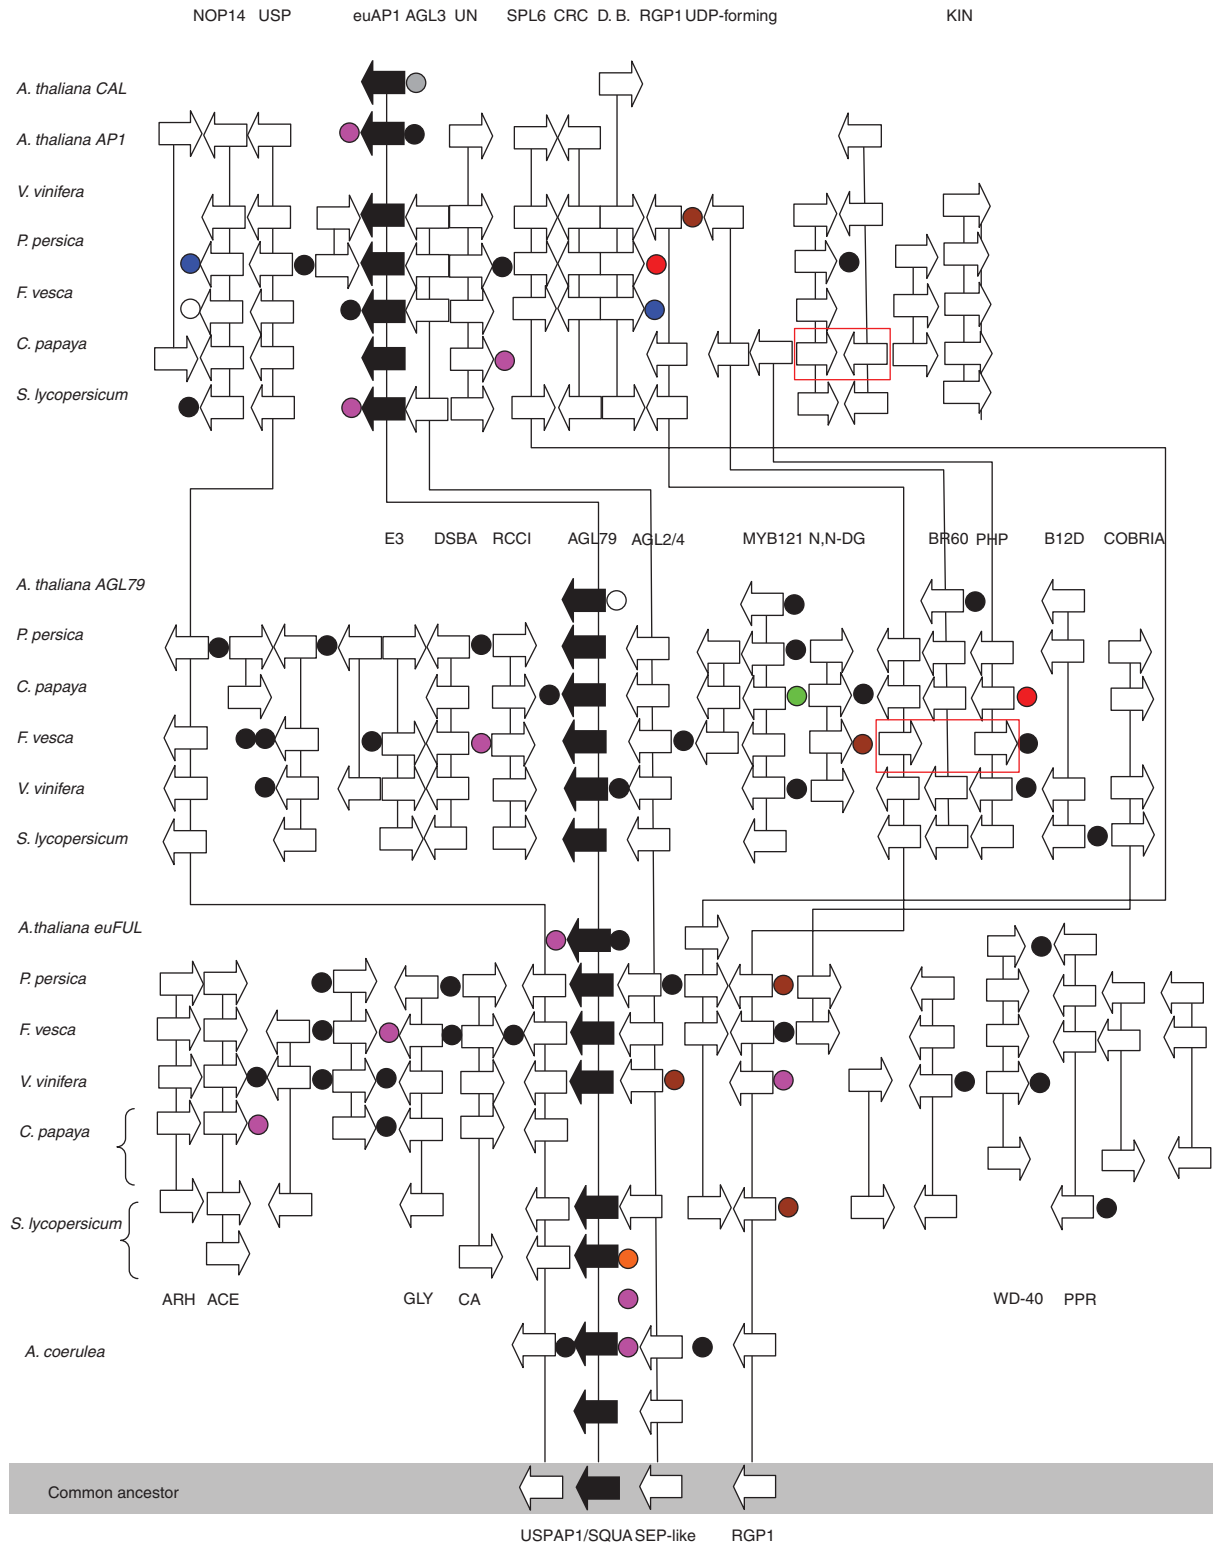 NOP14 USP euAP1 AGL3 UN SPL6 CRC D. B. RGP1 UDP-forming KIN
A. thaliana CAL
A. thaliana AP1
V. vinifera
P. persica
F. vesca
C. papaya
S. lycopersicum
E3 DSBA RCCI AGL79 AGL2/4 MYB121 N,N-DG BR60 PHP B12D COBRIA
A. thaliana AGL79
P. persica
C. papaya
F. vesca
V. vinifera
S. lycopersicum
A.thaliana euFUL
P. persica
F. vesca
V. vinifera
C. papaya
S. lycopersicum
ARH ACE GLY CA WD-40 PPR
A. coerulea
Common ancestor
USP AP1/SQUA SEP-like RGP1